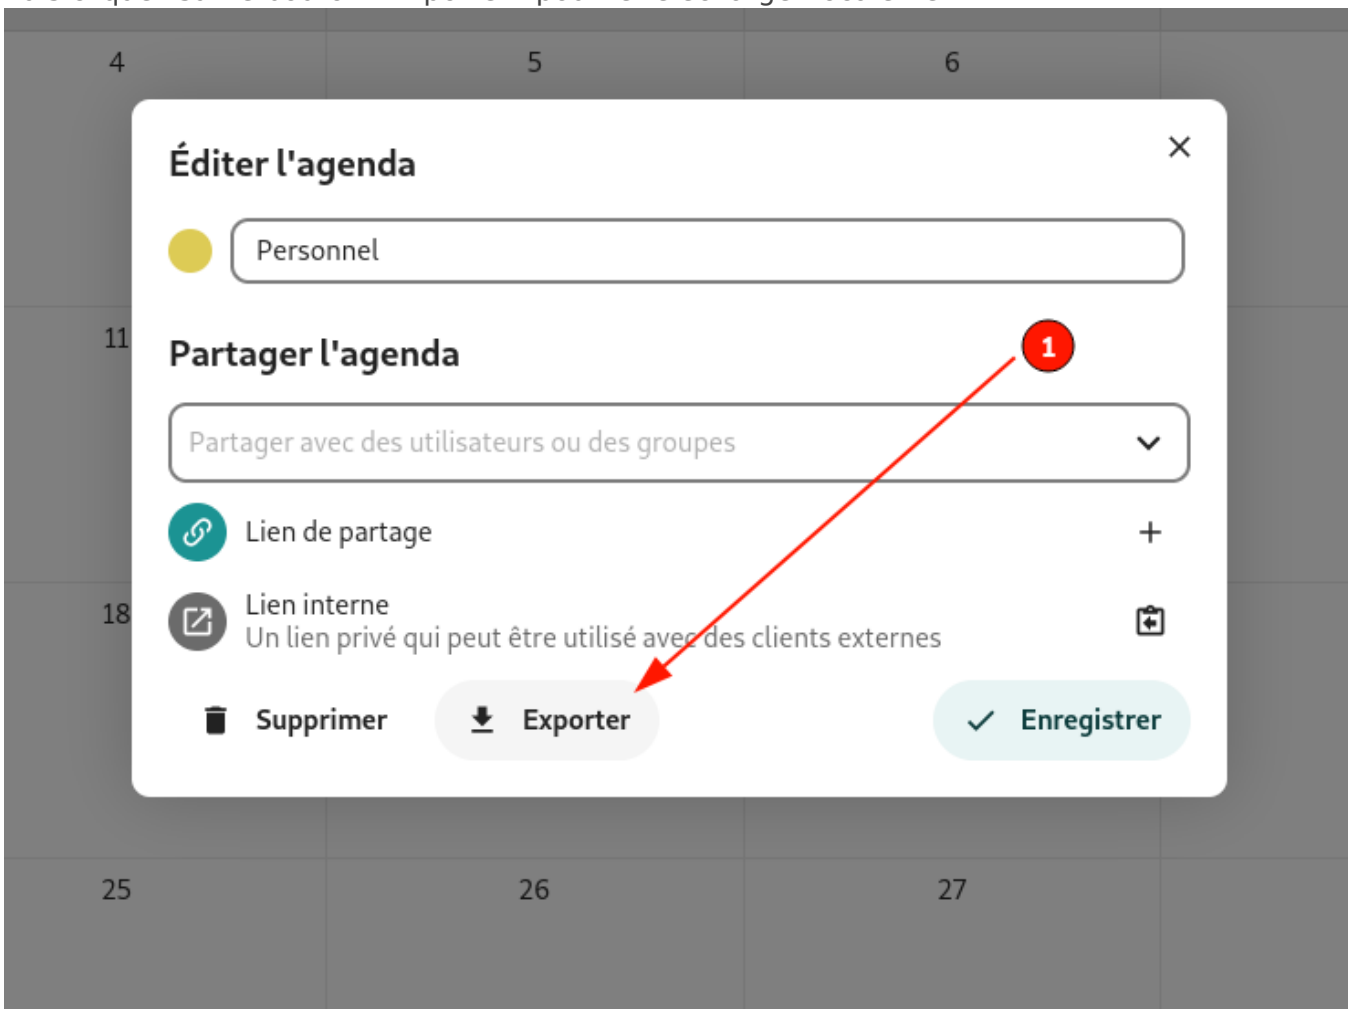 4 5 6
Éditer l'agenda
Personnel
11
Partager l'agenda
1
Partager avec des utilisateurs ou des groupes
Lien de partage
18
Lien interne
Un lien privé qui peut être utilisé avec des clients externes
Supprimer Exporter Enregistrer
25 26 27